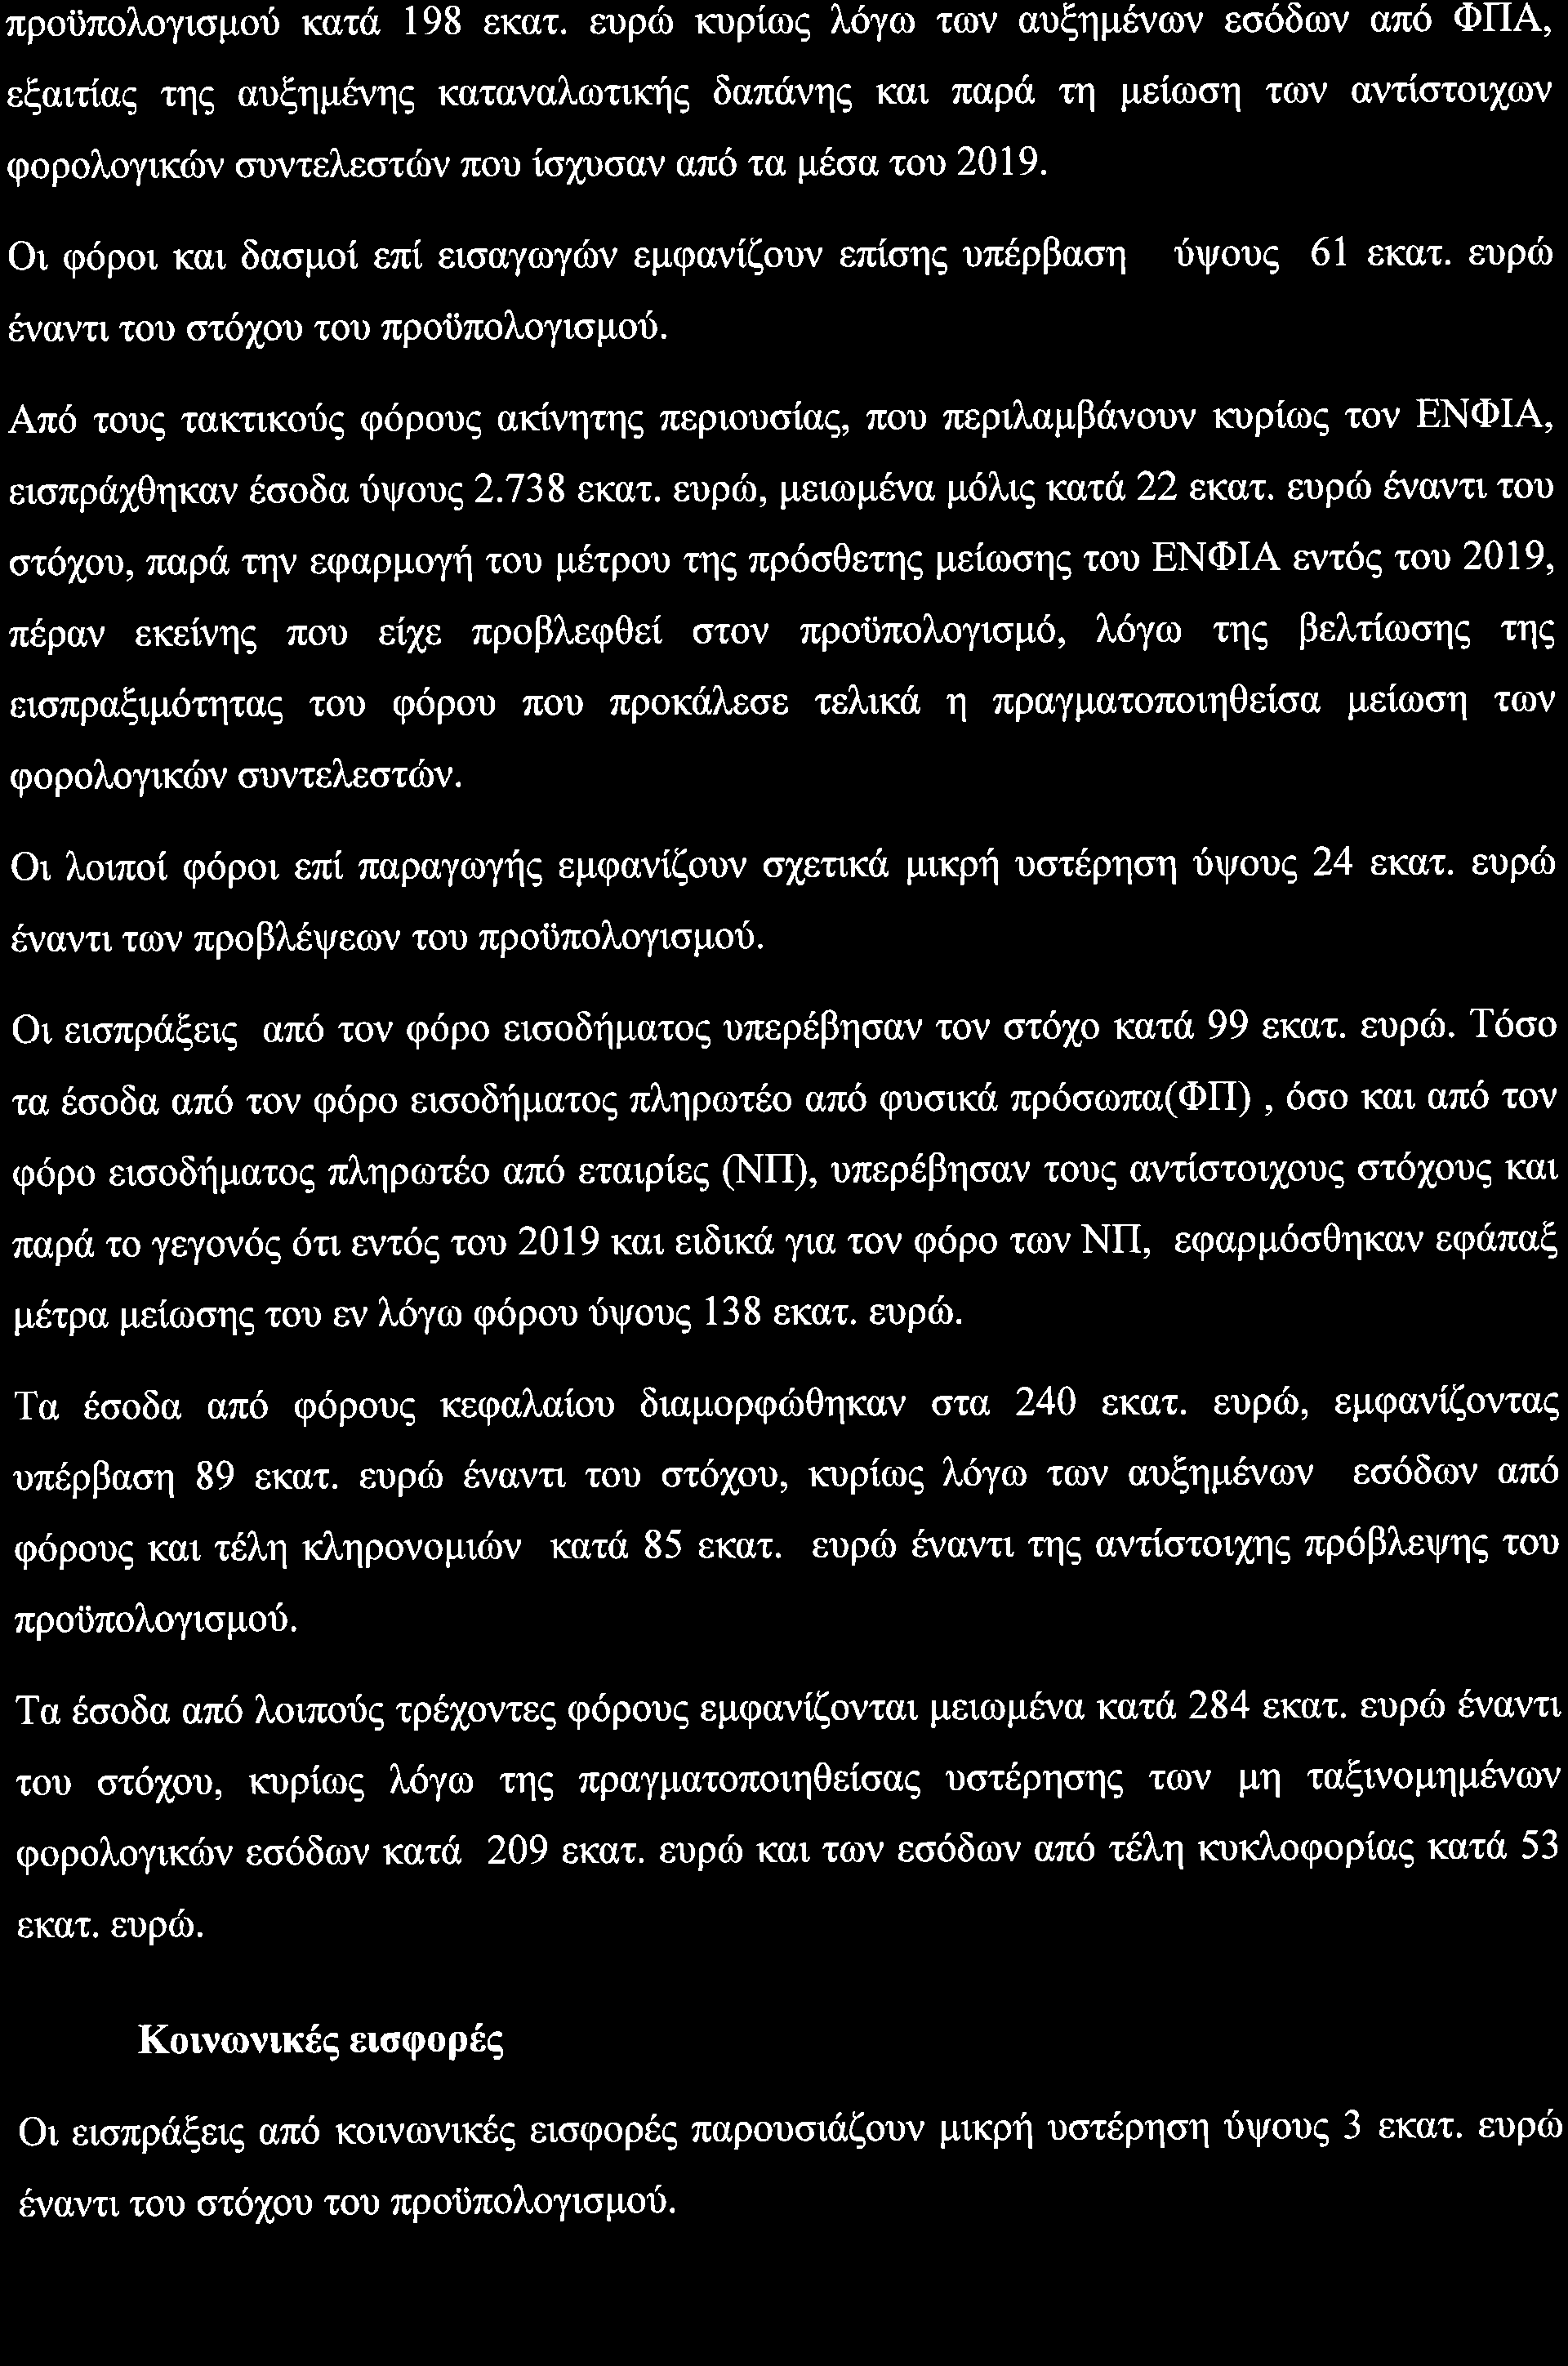 προϋπολογισμού κατά 198 εκατ. ευρώ κυρίως λόγω των αυξημένων εσόδων από ΦΠΑ,
εξαιτίας της αυξημένης καταναλωτικής δαπάνης και παρά τη μείωση των αντίστοιχων
φορολογικών συντελεστών που ίσχυσαν από τα μέσα του 2019.
Οι φόροι και δασμοί επί εισαγωγών εμφανίζουν επίσης υπέρβαση ύψους 61 εκατ. ευρώ
έναντι του στόχου του προϋπολογισμού.
Από τους τακτικούς φόρους ακίνητης περιουσίας, που περιλαμβάνουν κυρίως τον ΕΝΦΙΑ,
εισπράχθηκαν έσοδα ύψους 2.738 εκατ. ευρώ, μειωμένα μόλις κατά 22 εκατ. ευρώ έναντι του
στόχου, παρά την εφαρμογή του μέτρου της πρόσθετης μείωσης του ΕΝΦΙΑ εντός του 2019,
πέραν εκείνης που είχε προβλεφθεί στον προϋπολογισμό, λόγω της βελτίωσης της
εισπραξιμότητας του φόρου που προκάλεσε τελικά η πραγματοποιηθείσα μείωση των
φορολογικών συντελεστών.
Οι λοιποί φόροι επί παραγωγής εμφανίζουν σχετικά μικρή υστέρηση ύψους 24 εκατ. ευρώ
έναντι των προβλέψεων του προϋπολογισμού.
Οι εισπράξεις από τον φόρο εισοδήματος υπερέβησαν τον στόχο κατά 99 εκατ. ευρώ. Τόσο
τα έσοδα από τον φόρο εισοδήματος πληρωτέο από φυσικά πρόσωπα(ΦΠ) , όσο και από τον
φόρο εισοδήματος πληρωτέο από εταιρίες (ΝΠ), υπερέβησαν τους αντίστοιχους στόχους και
παρά το γεγονός ότι εντός του 2019 και ειδικά για τον φόρο των ΝΠ, εφαρμόσθηκαν εφάπαξ
μέτρα μείωσης του εν λόγω φόρου ύψους 138 εκατ. ευρώ.
Τα έσοδα από φόρους κεφαλαίου διαμορφώθηκαν στα 240 εκατ. ευρώ, εμφανίζοντας
υπέρβαση 89 εκατ. ευρώ έναντι του στόχου, κυρίως λόγω των αυξημένων εσόδων από
φόρους και τέλη κληρονομιών κατά 85 εκατ. ευρώ έναντι της αντίστοιχης πρόβλεψης του
προϋπολογισμού.
Τα έσοδα από λοιπούς τρέχοντες φόρους εμφανίζονται μειωμένα κατά 284 εκατ. ευρώ έναντι
του στόχου, κυρίως λόγω της πραγματοποιηθείσας υστέρησης των μη ταξινομημένων
φορολογικών εσόδων κατά 209 εκατ. ευρώ και των εσόδων από τέλη κυκλοφορίας κατά 53
εκατ. ευρώ.
Κοινωνικές εισφορές
Οι εισπράξεις από κοινωνικές εισφορές παρουσιάζουν μικρή υστέρηση ύψους 3 εκατ. ευρώ
έναντι του στόχου του προϋπολογισμού.